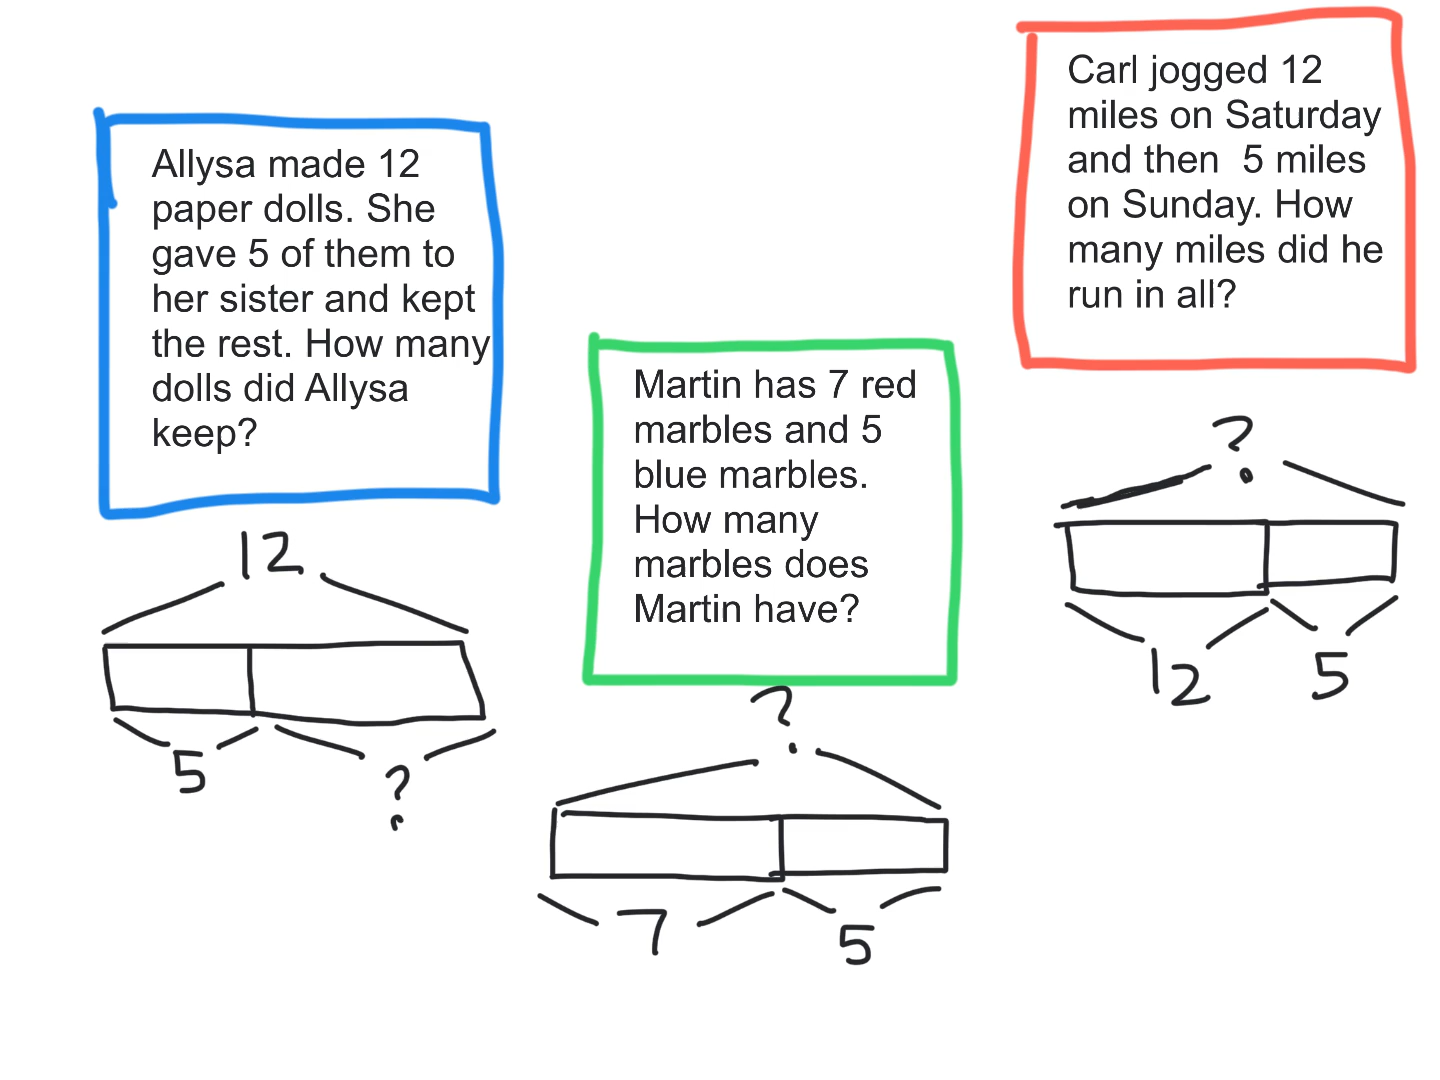 Allysa made 12
paper dolls. She
gave 5 of them to
her sister and kept
the rest. How many
dolls did Allysa
keep?
12
5
?
Martin has 7 red
marbles and 5
blue marbles.
How many
marbles does
Martin have?
?
7 5
Carl jogged 12
miles on Saturday
and then  5 miles
on Sunday. How
many miles did he
run in all?
?
12 5